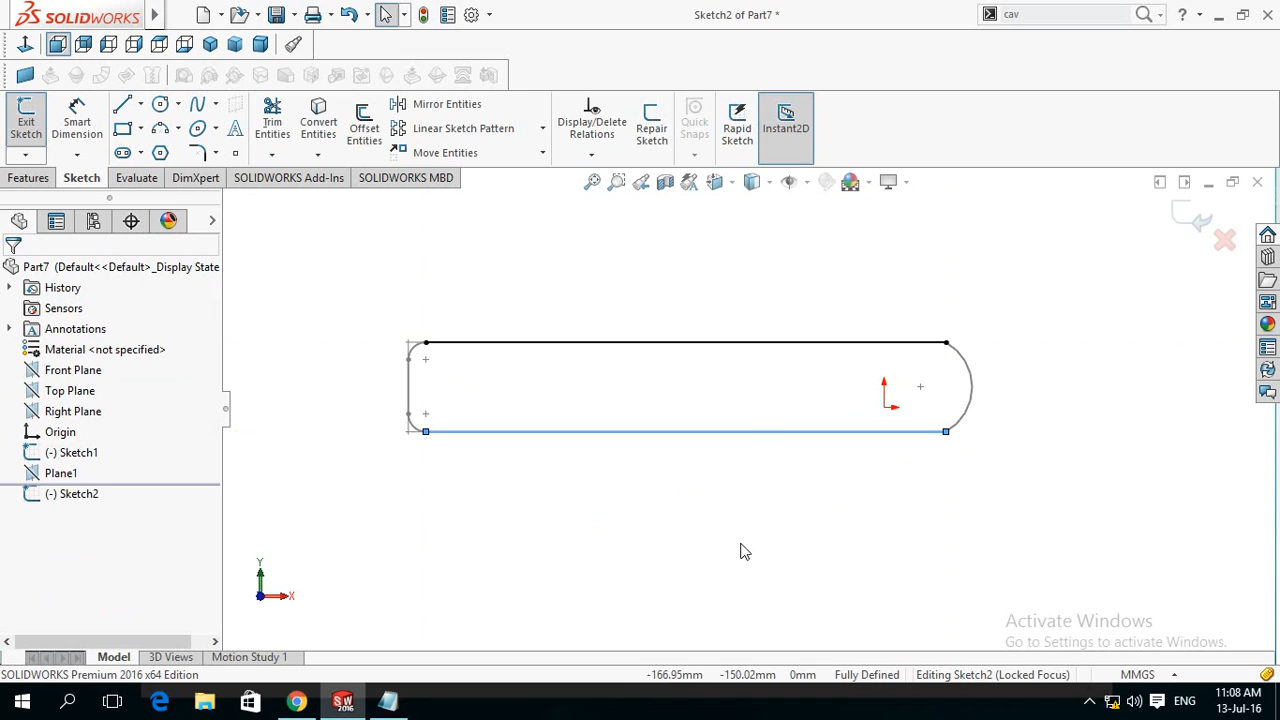 SOLIDWORKS
Sketch2 of Part7 *
cav
Exit Sketch
Smart Dimension
Trim Entities
Convert Entities
Offset Entities
Mirror Entities
Linear Sketch Pattern
Move Entities
Display/Delete Relations
Repair Sketch
Quick Snaps
Rapid Sketch
Instant2D
Features
Sketch
Evaluate
DimXpert
SOLIDWORKS Add-Ins
SOLIDWORKS MBD
Part7 (Default<<Default>_Display State
History
Sensors
Annotations
Material <not specified>
Front Plane
Top Plane
Right Plane
Origin
(-) Sketch1
Plane1
(-) Sketch2
Y
X
Activate Windows
Go to Settings to activate Windows.
Model
3D Views
Motion Study 1
SOLIDWORKS Premium 2016 x64 Edition
-166.95mm
-150.02mm
0mm
Fully Defined
Editing Sketch2 (Locked Focus)
MMGS
ENG
11:08 AM
13-Jul-16